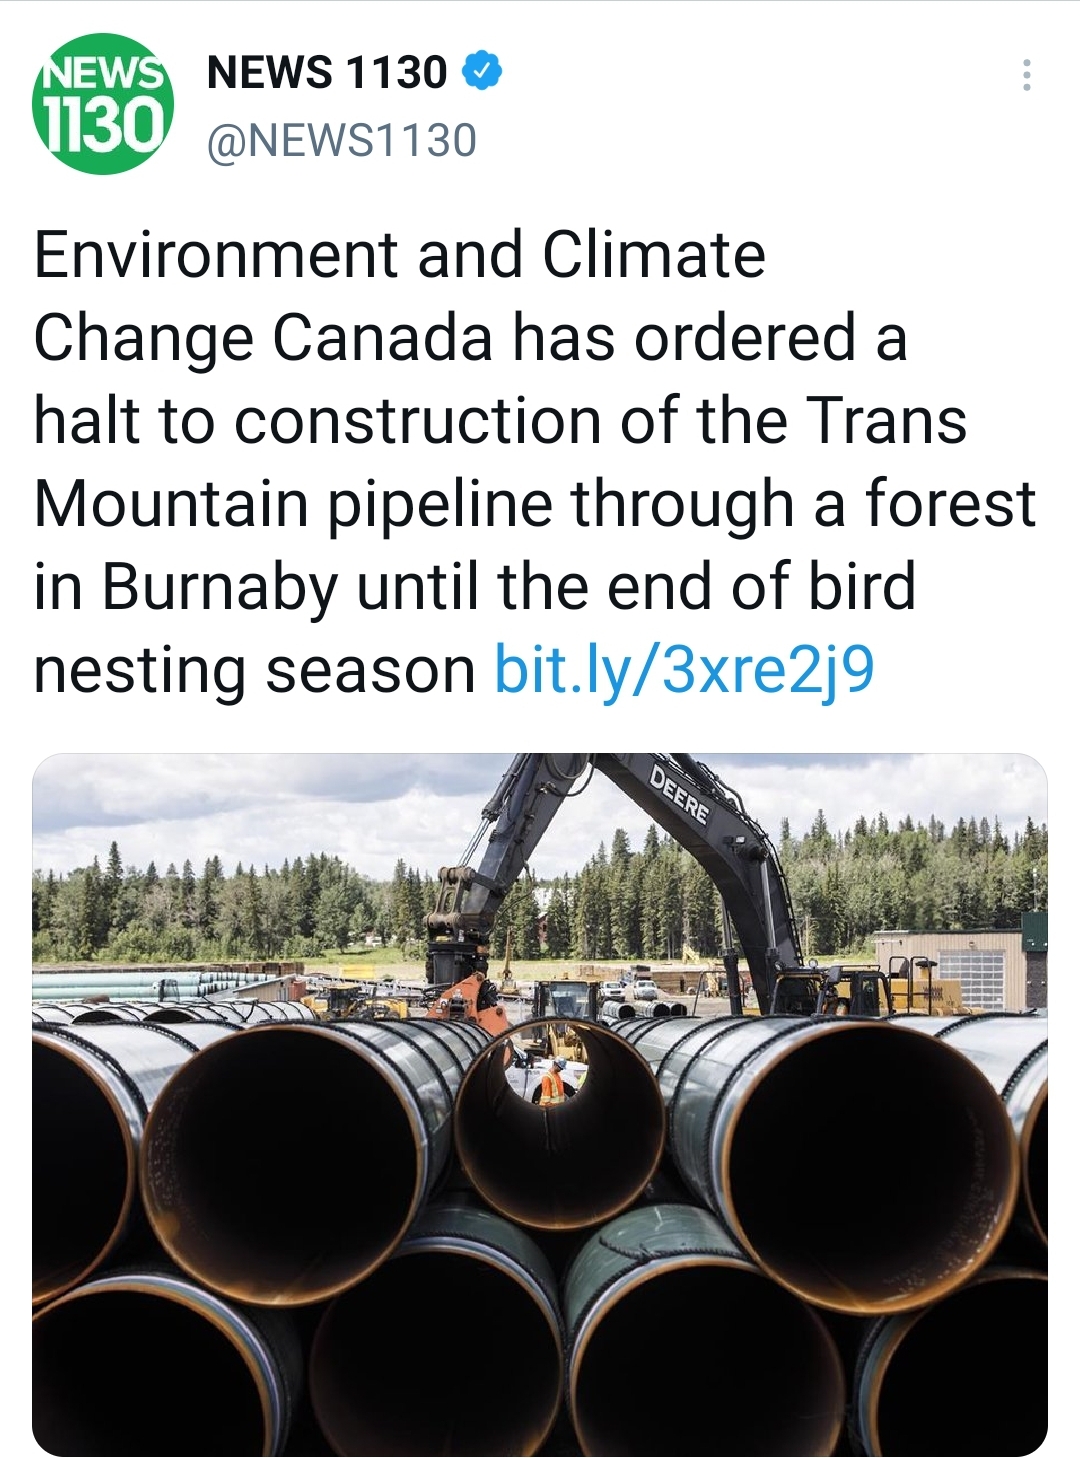 NEWS
1130
NEWS 1130
@NEWS1130
Environment and Climate
Change Canada has ordered a
halt to construction of the Trans
Mountain pipeline through a forest
in Burnaby until the end of bird
nesting season bit.ly/3xre2j9
DEERE